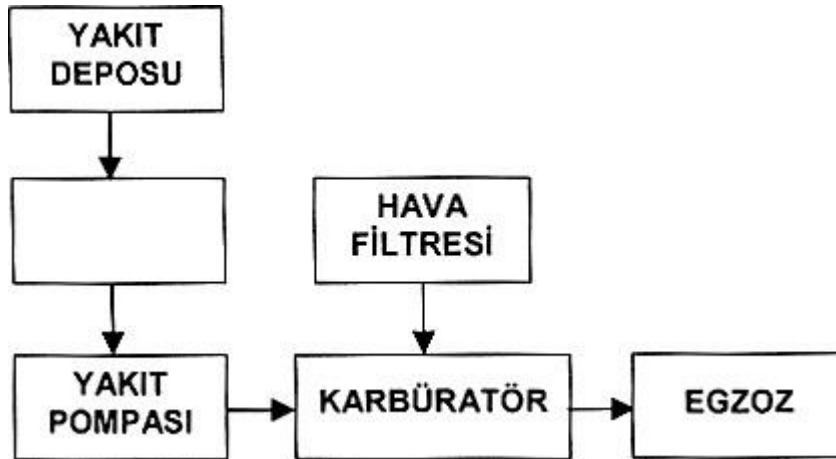 YAKIT
DEPOSU
HAVA
FİLTRESİ
YAKIT
POMPASI
KARBÜRATÖR
EGZOZ